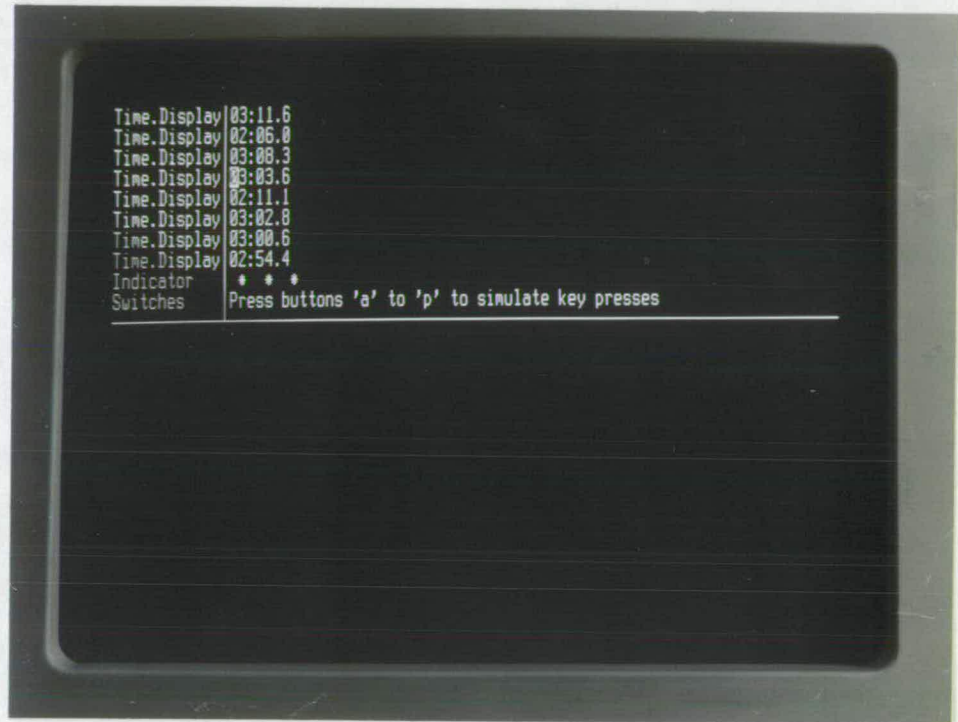 Time.Display|03:11.6
Time.Display|02:06.0
Time.Display|03:08.3
Time.Display|03:03.6
Time.Display|02:11.1
Time.Display|03:02.8
Time.Display|03:00.6
Time.Display|02:54.4
Indicator | * * *
Switches |Press buttons 'a' to 'p' to simulate key presses